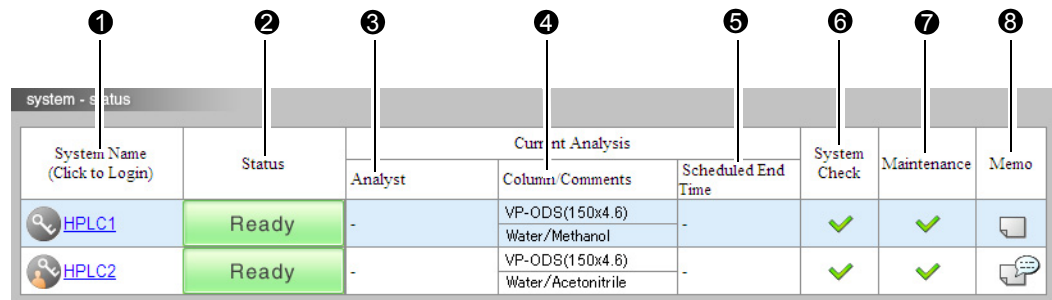 1 2 3 4 5 6 7 8
system - status
System Name
(Click to Login)
Status
Current Analysis
Analyst
Column/Comments
Scheduled End
Time
System
Check
Maintenance
Memo
HPLC1
Ready
-
VP-ODS(150x4.6)
Water/Methanol
-
HPLC2
Ready
-
VP-ODS(150x4.6)
Water/Acetonitrile
-